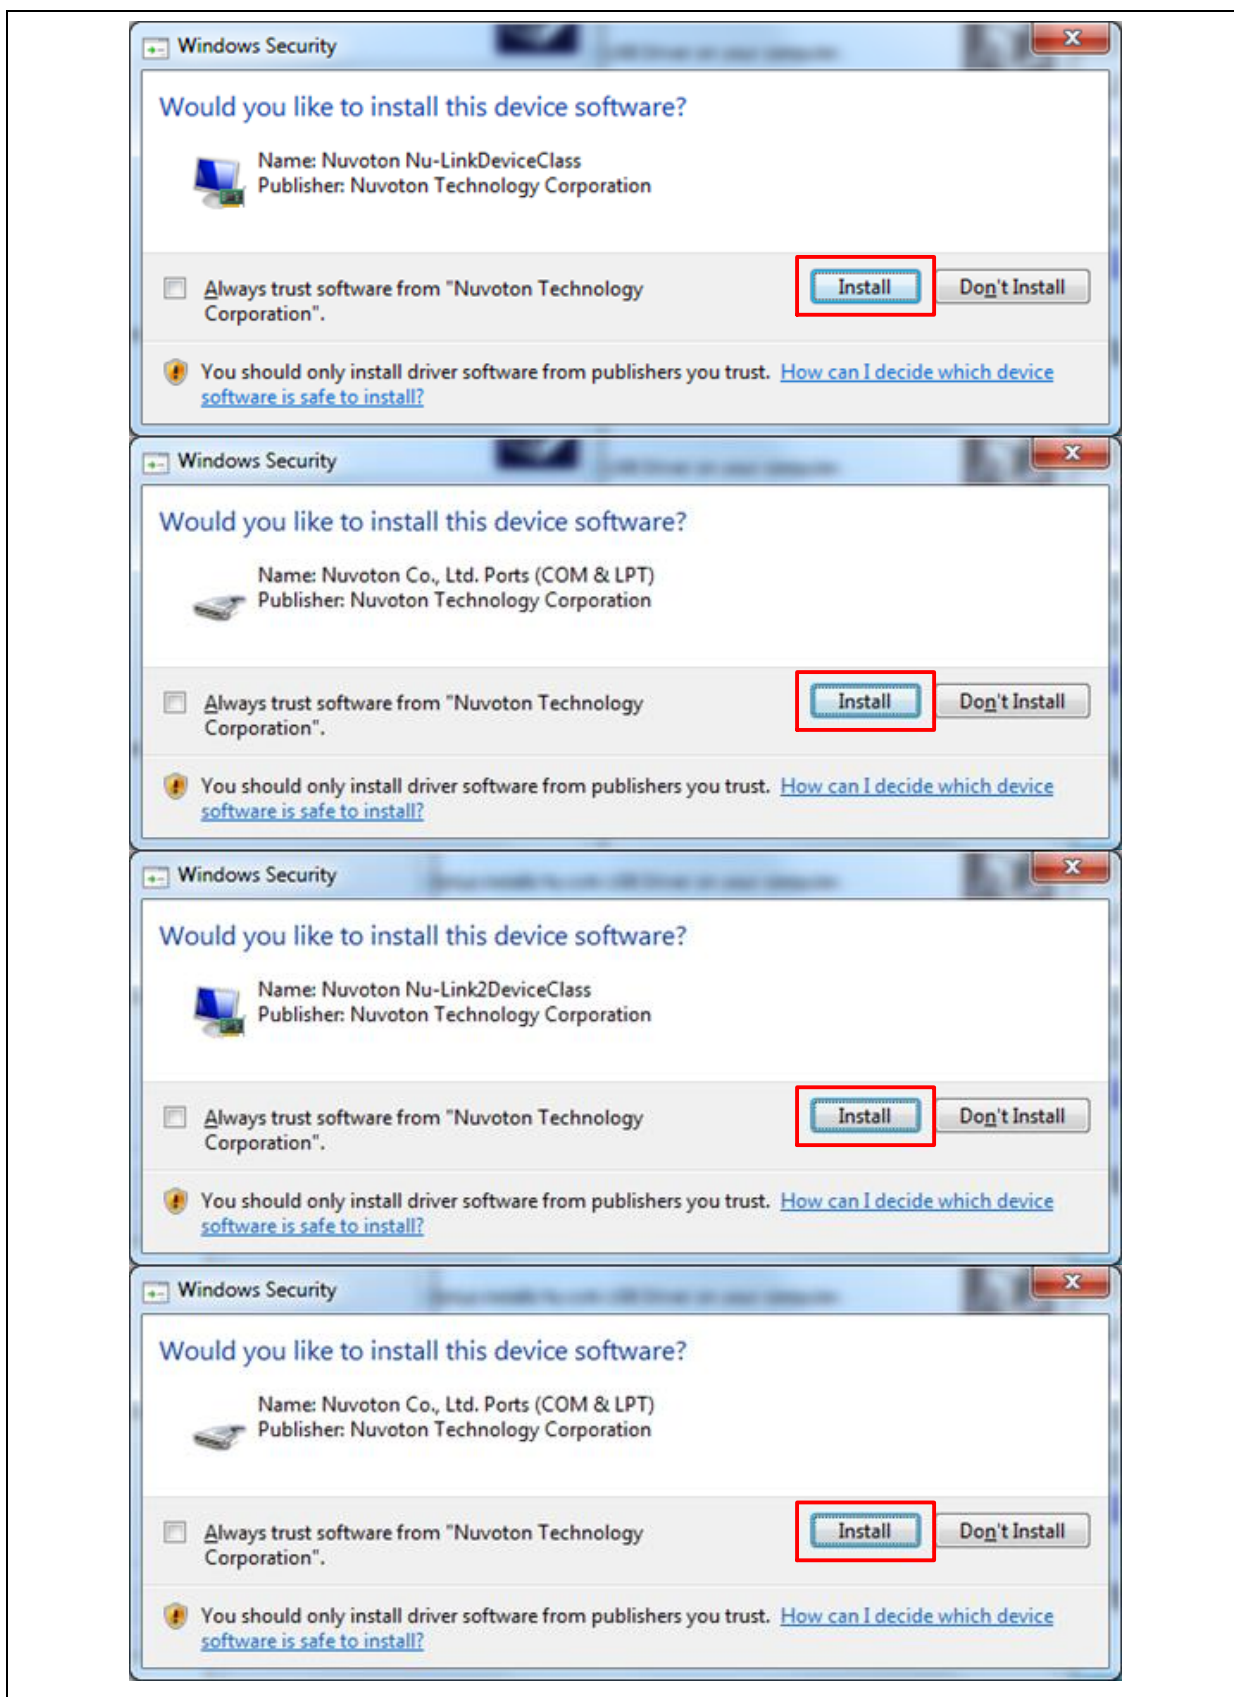 Windows Security
Would you like to install this device software?
Name: Nuvoton Nu-LinkDeviceClass
Publisher: Nuvoton Technology Corporation
Always trust software from "Nuvoton Technology
Corporation".
Install
Don't Install
You should only install driver software from publishers you trust. How can I decide which device
software is safe to install?
Windows Security
Would you like to install this device software?
Name: Nuvoton Co., Ltd. Ports (COM & LPT)
Publisher: Nuvoton Technology Corporation
Always trust software from "Nuvoton Technology
Corporation".
Install
Don't Install
You should only install driver software from publishers you trust. How can I decide which device
software is safe to install?
Windows Security
Would you like to install this device software?
Name: Nuvoton Nu-Link2DeviceClass
Publisher: Nuvoton Technology Corporation
Always trust software from "Nuvoton Technology
Corporation".
Install
Don't Install
You should only install driver software from publishers you trust. How can I decide which device
software is safe to install?
Windows Security
Would you like to install this device software?
Name: Nuvoton Co., Ltd. Ports (COM & LPT)
Publisher: Nuvoton Technology Corporation
Always trust software from "Nuvoton Technology
Corporation".
Install
Don't Install
You should only install driver software from publishers you trust. How can I decide which device
software is safe to install?